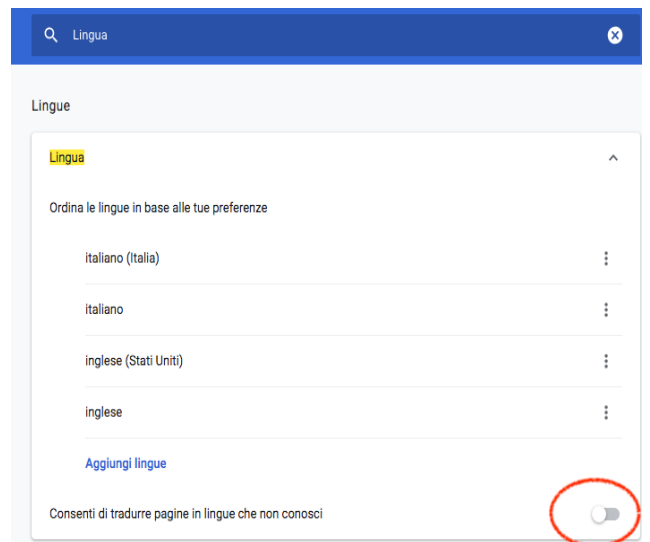 Lingua
Lingue
Lingua
Ordina le lingue in base alle tue preferenze
italiano (Italia)
italiano
inglese (Stati Uniti)
inglese
Aggiungi lingue
Consenti di tradurre pagine in lingue che non conosci